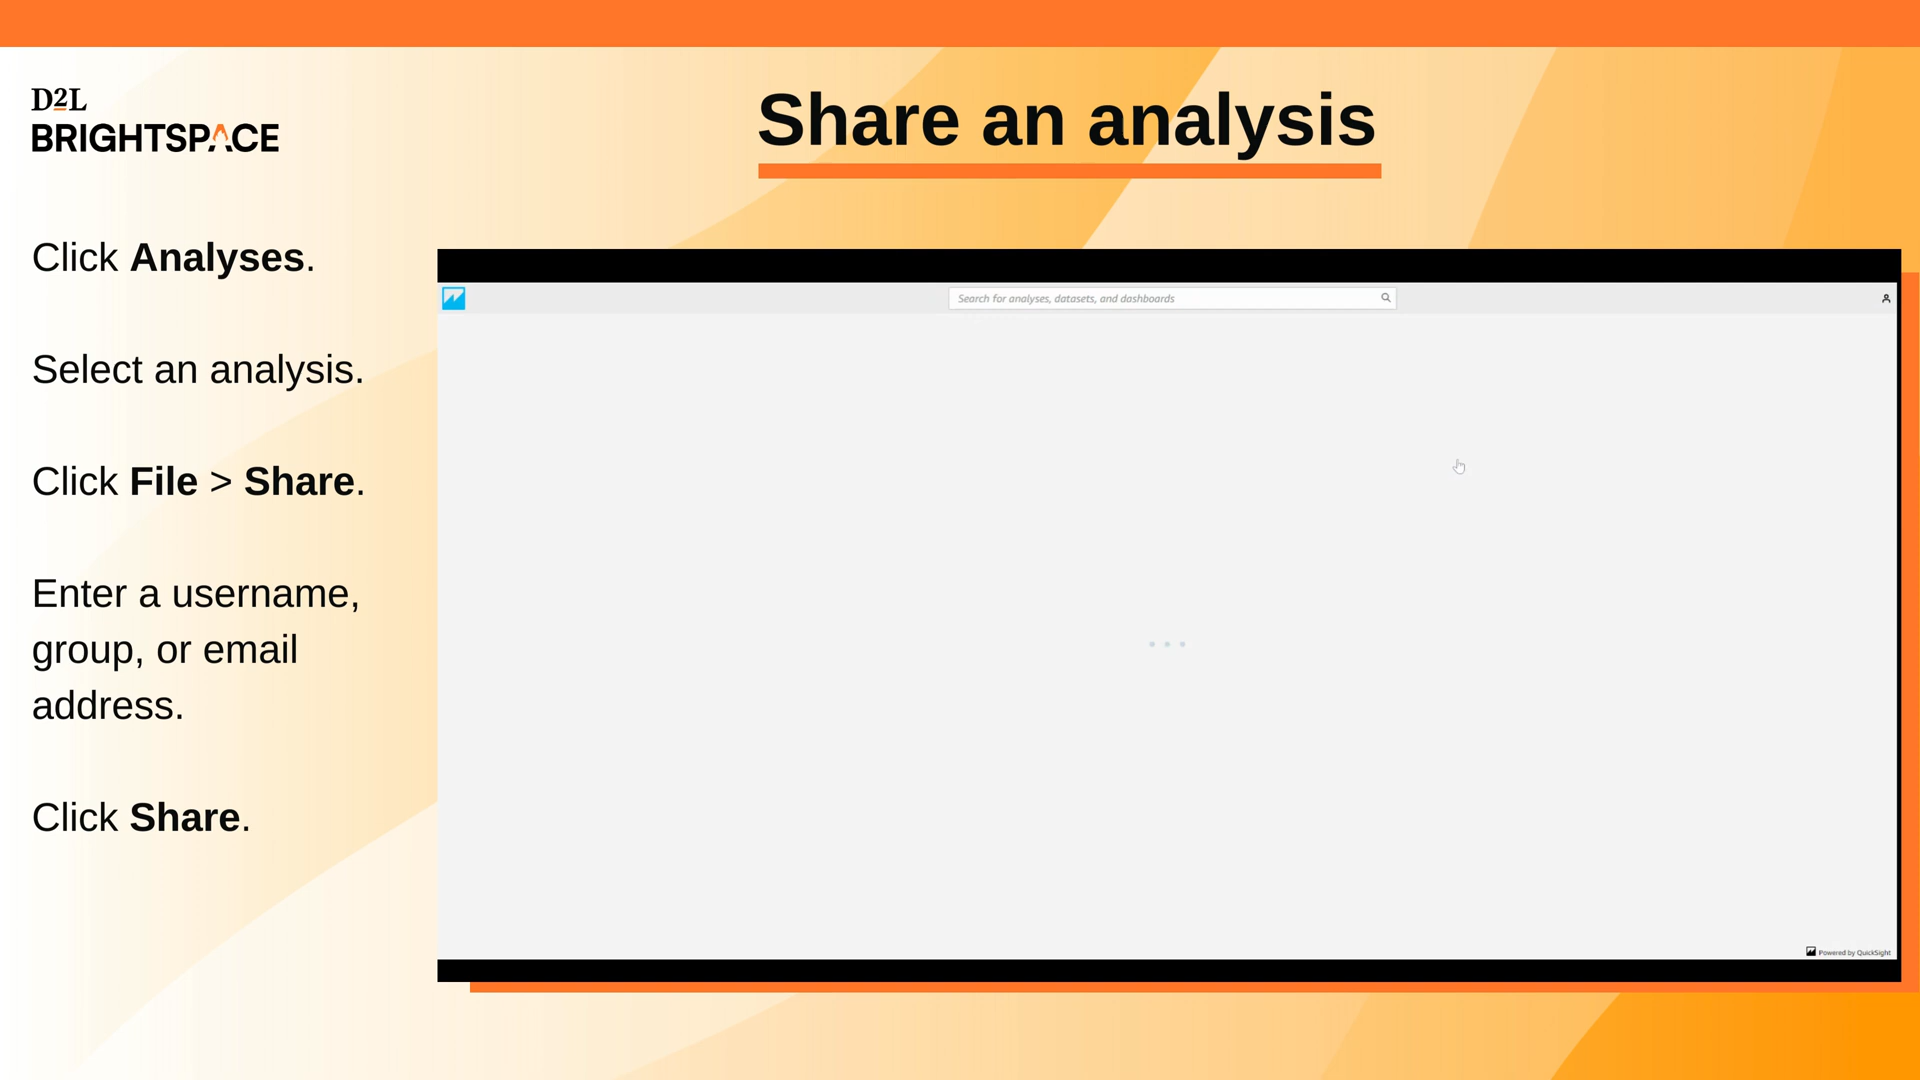 D2L
BRIGHTSPACE
Share an analysis
Click Analyses.
Select an analysis.
Click File > Share.
Enter a username,
group, or email
address.
Click Share.
Search for analyses, datasets, and dashboards
Powered by QuickSight